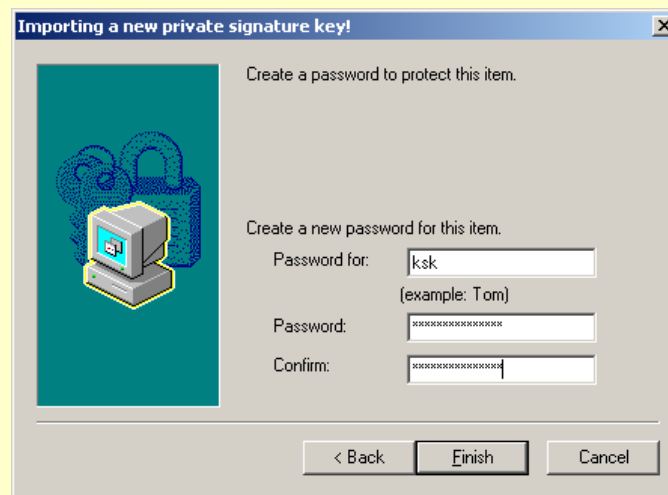 Importing a new private signature key!
Create a password to protect this item.
Create a new password for this item.
Password for: ksk
(example: Tom)
Password: ***************
Confirm: ***************
< Back Finish Cancel